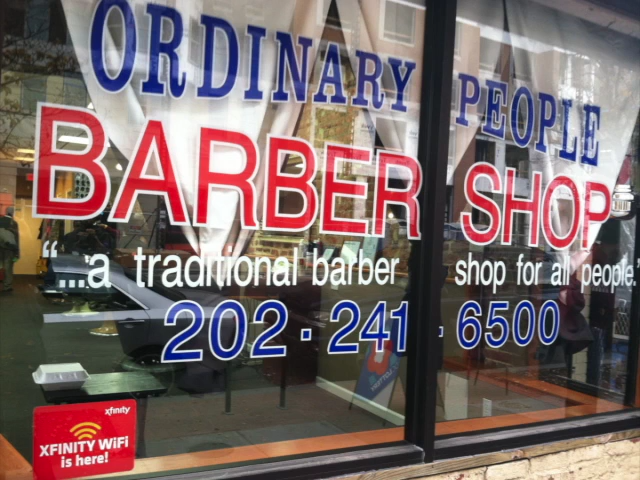 ORDINARY PEOPLE
BARBER SHOP
"...a traditional barber shop for all people."
202·241·6500
xfinity
XFINITY WiFi
is here!